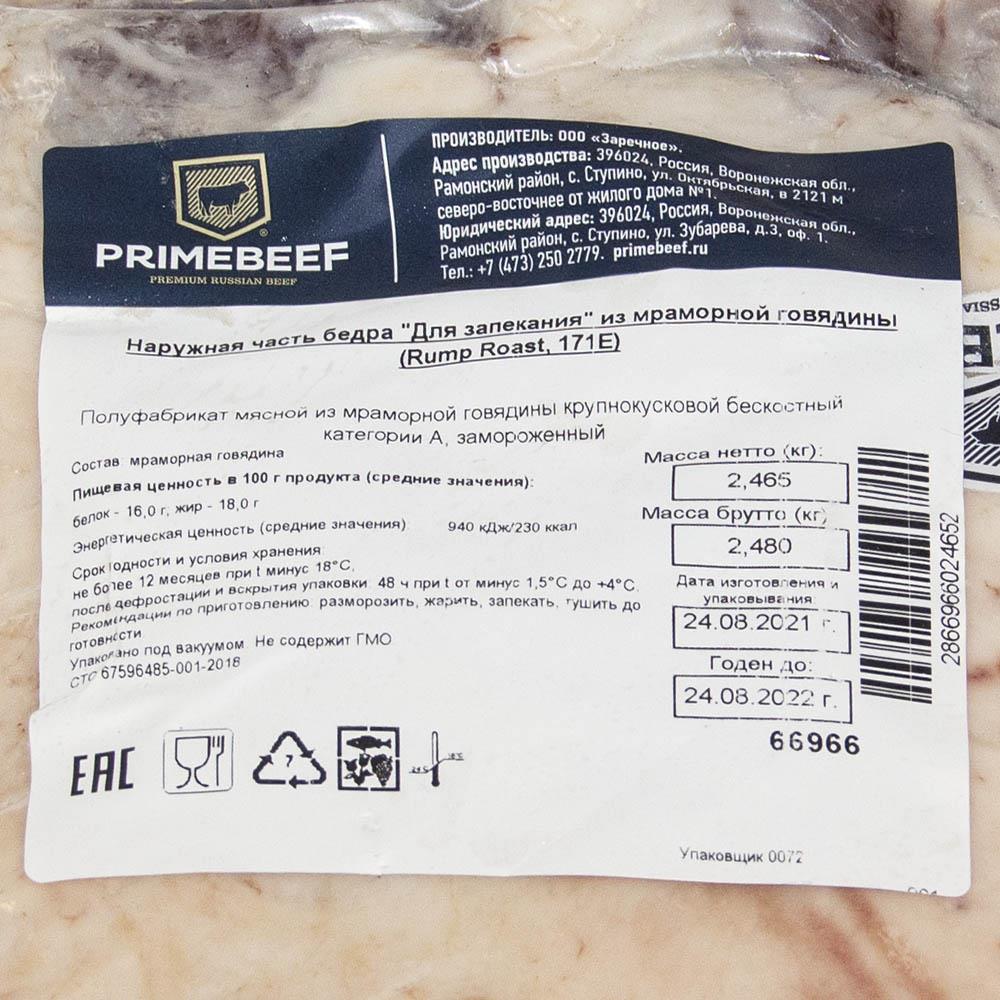 PRIMEBEEF
®
PREMIUM RUSSIAN BEEF
ПРОИЗВОДИТЕЛЬ: ООО «Заречное».
Адрес производства: 396024, Россия, Воронежская обл.,
Рамонский район, с. Ступино, ул. Октябрьская, в 2121 м
северо-восточнее от жилого дома №1.
Юридический адрес: 396024, Россия, Воронежская обл.,
Рамонский район, с. Ступино, ул. Зубарева, д.3, оф. 1.
Тел.: +7 (473) 250 2779. primebeef.ru
Наружная часть бедра "Для запекания" из мраморной говядины
(Rump Roast, 171E)
Полуфабрикат мясной из мраморной говядины крупнокусковой бескостный
категории А, замороженный
Состав: мраморная говядина
Пищевая ценность в 100 г продукта (средние значения):
белок - 16,0 г, жир - 18,0 г
Энергетическая ценность (средние значения) 940 кДж/230 ккал
Срок годности и условия хранения:
не более 12 месяцев при t минус 18°С,
после дефростации и вскрытия упаковки 48 ч при t от минус 1,5°С до +4°С.
Рекомендации по приготовлению: разморозить, жарить, запекать, тушить до
готовности
Упаковано под вакуумом Не содержит ГМО
СТО 67596485-001-2018
Масса нетто (кг):
2,465
Масса брутто (кг)
2,480
Дата изготовления и
упаковывания:
24.08.2021 г.
Годен до:
24.08.2022 г.
66966
2866966024652
EAC
7
18°C
Упаковщик 0072